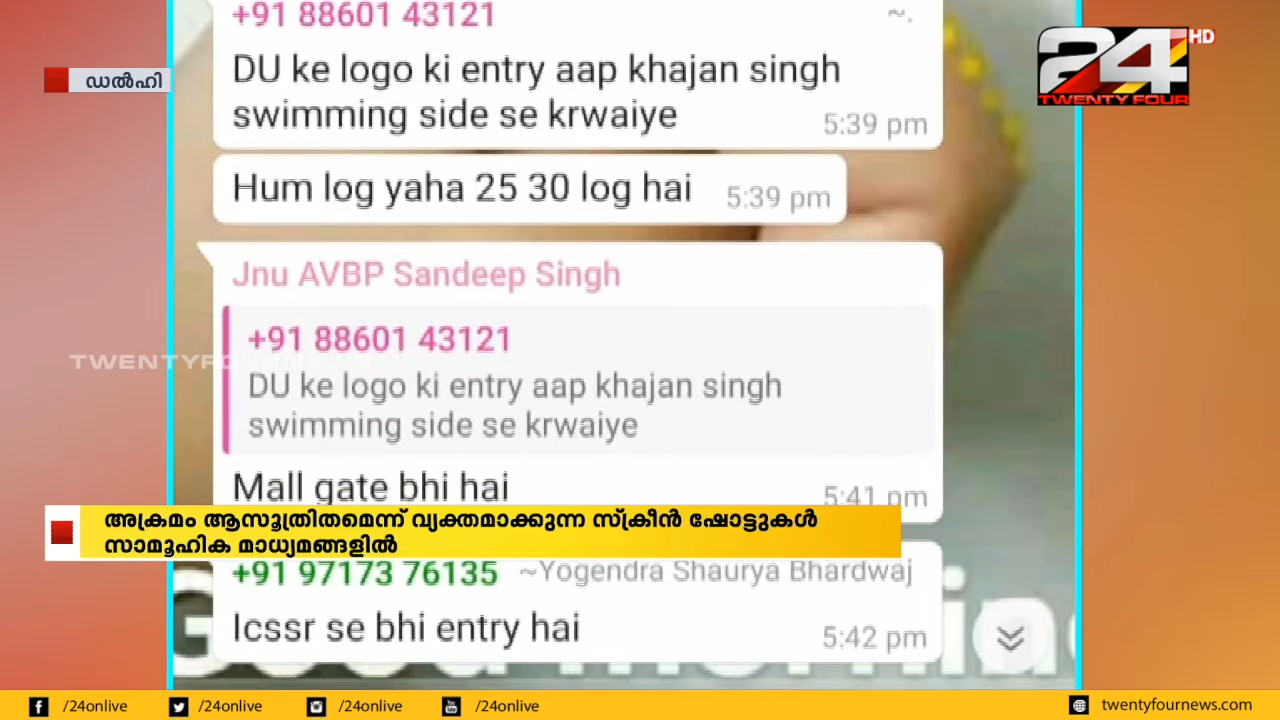 +91 88601 43121 ~.
DU ke logo ki entry aap khajan singh
swimming side se krwaiye
5:39 pm
Hum log yaha 25 30 log hai 5:39 pm
Jnu AVBP Sandeep Singh
+91 88601 43121
DU ke logo ki entry aap khajan singh
swimming side se krwaiye
Mall gate bhi hai 5:41 pm
+91 97173 76135 ~Yogendra Shaurya Bhardwaj
Icssr se bhi entry hai
5:42 pm
ഡൽഹി
24 HD
TWENTY FOUR
അക്രമം ആസൂത്രിതമെന്ന് വ്യക്തമാക്കുന്ന സ്ക്രീൻ ഷോട്ടുകൾ
സാമൂഹിക മാധ്യമങ്ങളിൽ
/24onlive /24onlive /24onlive /24onlive twentyfournews.com